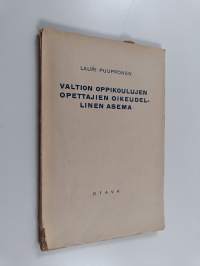 LAURI PUUPPONEN
VALTION OPPIKOULUJEN
OPETTAJIEN OIKEUDEL-
LINEN ASEMA
OTAVA